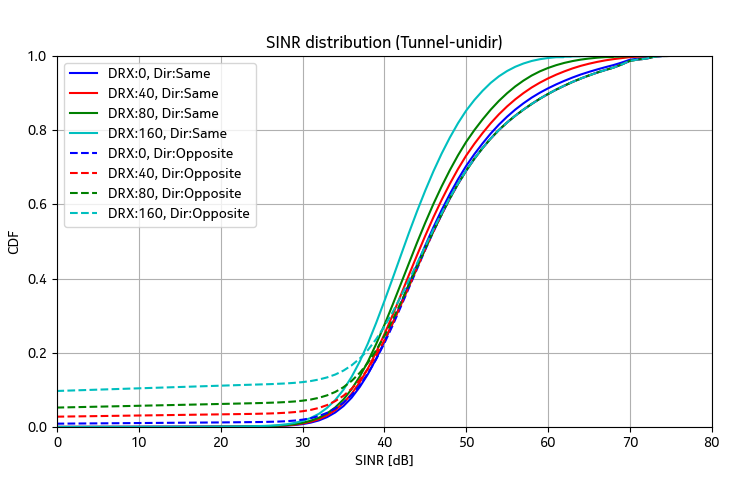 SINR distribution (Tunnel-unidir)
1.0
0.8
0.6
0.4
0.2
0.0
CDF
DRX:0, Dir:Same
DRX:40, Dir:Same
DRX:80, Dir:Same
DRX:160, Dir:Same
DRX:0, Dir:Opposite
DRX:40, Dir:Opposite
DRX:80, Dir:Opposite
DRX:160, Dir:Opposite
0 10 20 30 40 50 60 70 80
SINR [dB]